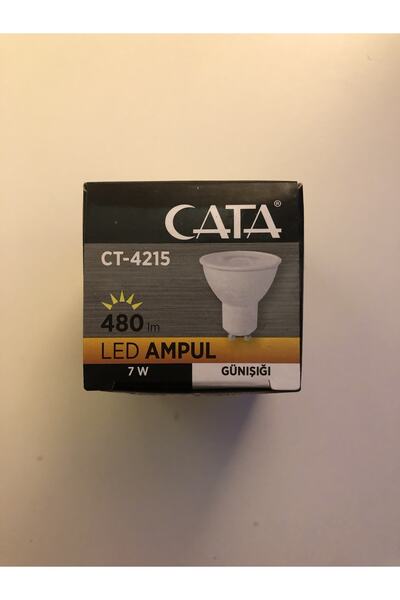 CATA®
CT-4215
480 lm
LED AMPUL
7 W
GÜNIŞIĞI